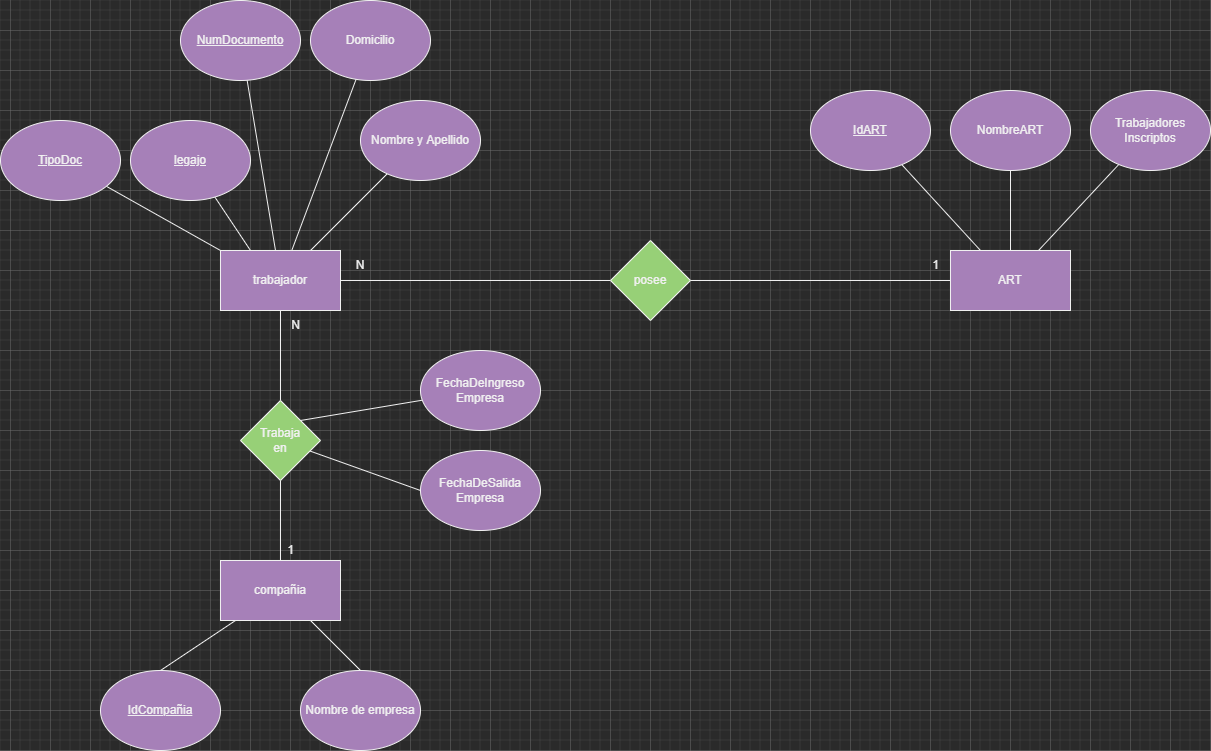 NumDocumento
Domicilio
Nombre y Apellido
TipoDoc
legajo
IdART
NombreART
Trabajadores
Inscriptos
trabajador
N
posee
1
ART
N
FechaDeIngreso
Empresa
Trabaja
en
FechaDeSalida
Empresa
1
compañia
IdCompañia
Nombre de empresa